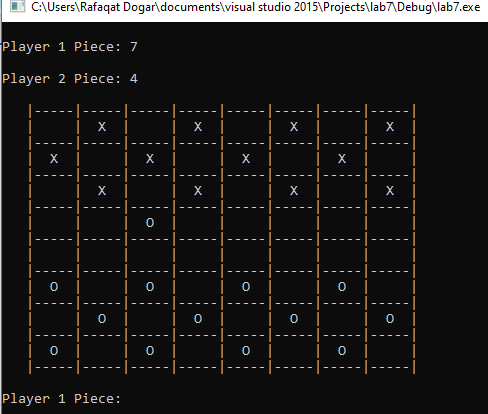 C:\Users\Rafaqat Dogar\documents\visual studio 2015\Projects\lab7\Debug\lab7.exe
Player 1 Piece: 7
Player 2 Piece: 4
|-----|-----|-----|-----|-----|-----|-----|-----|
|     |  X  |     |  X  |     |  X  |     |  X  |
|-----|-----|-----|-----|-----|-----|-----|-----|
|  X  |     |  X  |     |  X  |     |  X  |     |
|-----|-----|-----|-----|-----|-----|-----|-----|
|     |  X  |     |  X  |     |  X  |     |  X  |
|-----|-----|-----|-----|-----|-----|-----|-----|
|     |     |  O  |     |     |     |     |     |
|-----|-----|-----|-----|-----|-----|-----|-----|
|     |     |     |     |     |     |     |     |
|-----|-----|-----|-----|-----|-----|-----|-----|
|  O  |     |  O  |     |  O  |     |  O  |     |
|-----|-----|-----|-----|-----|-----|-----|-----|
|     |  O  |     |  O  |     |  O  |     |  O  |
|-----|-----|-----|-----|-----|-----|-----|-----|
|  O  |     |  O  |     |  O  |     |  O  |     |
|-----|-----|-----|-----|-----|-----|-----|-----|
Player 1 Piece: